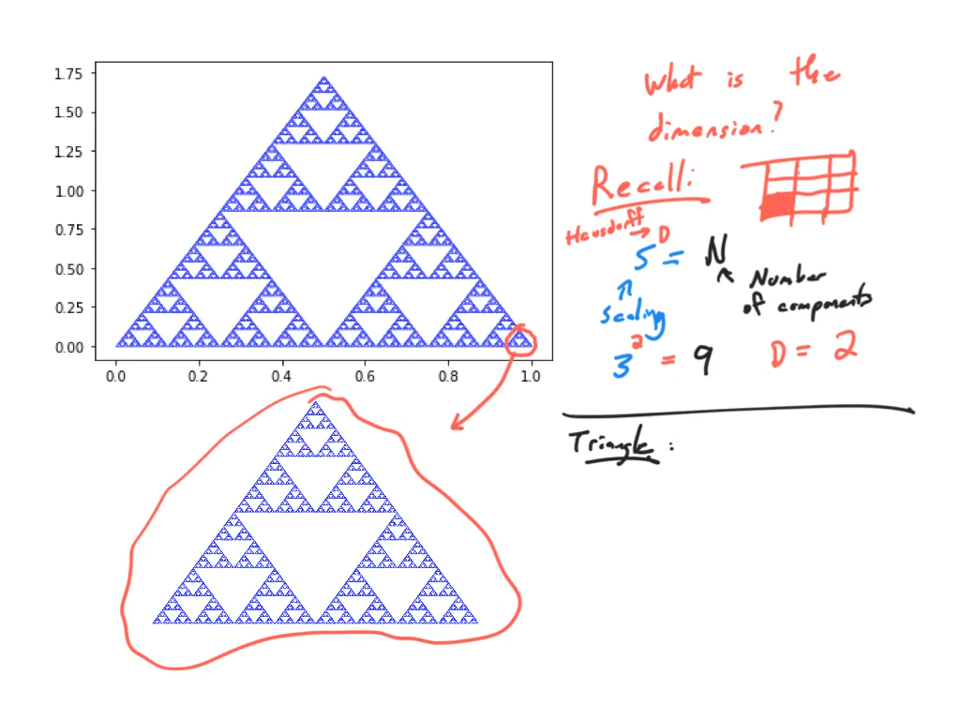 What is the
dimension?
Recall:
Hausdorff → D
S = N
Number
of components
scaling
3² = 9 D = 2
Triangle:
1.75
1.50
1.25
1.00
0.75
0.50
0.25
0.00
0.0 0.2 0.4 0.6 0.8 1.0